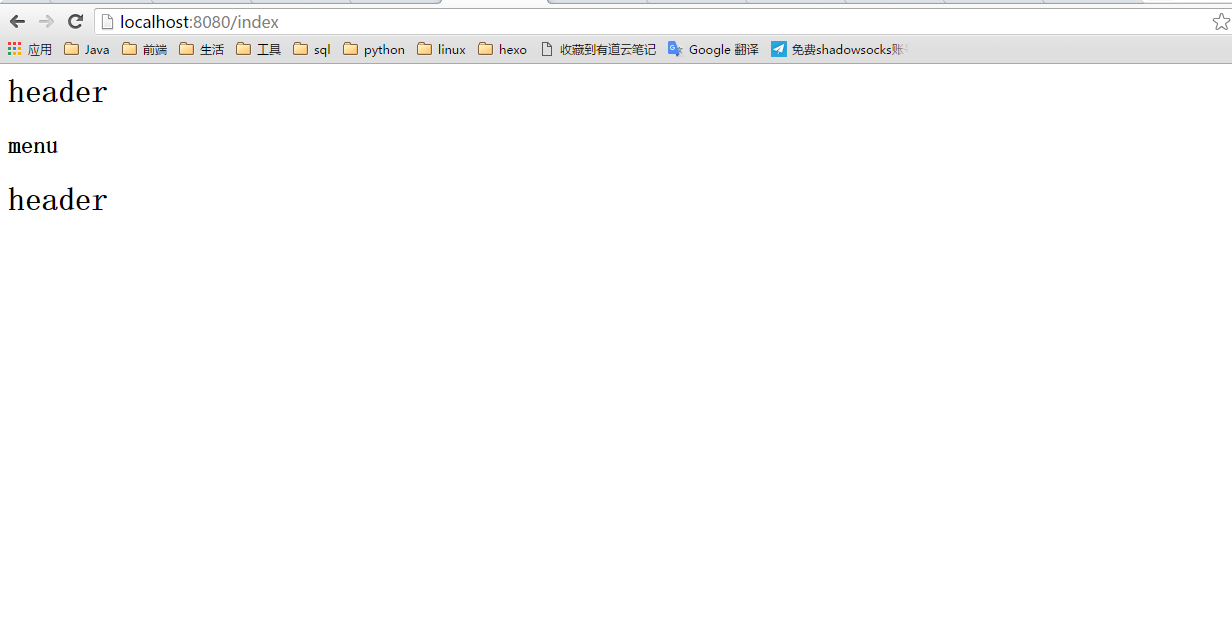 localhost:8080/index
应用 Java 前端 生活 工具 sql python linux hexo 收藏到有道云笔记 Google 翻译 免费shadowsocks账
header
menu
header